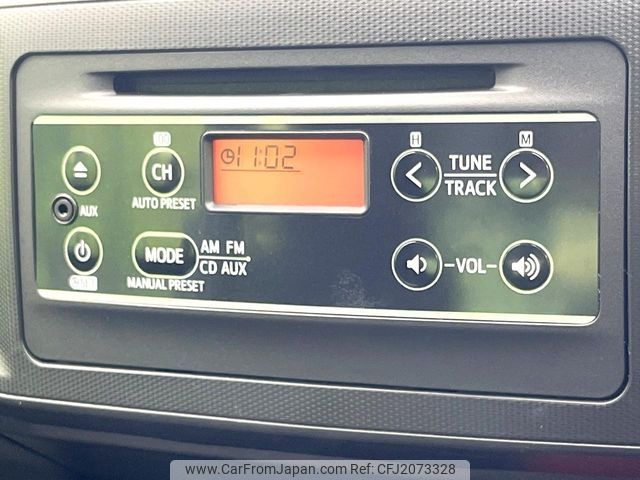 H
M
11:02
CH
TUNE
TRACK
AUX
AUTO PRESET
MODE
AM FM
CD AUX
MANUAL PRESET
-VOL-
www.CarFromJapan.com | No. CFJ2073328